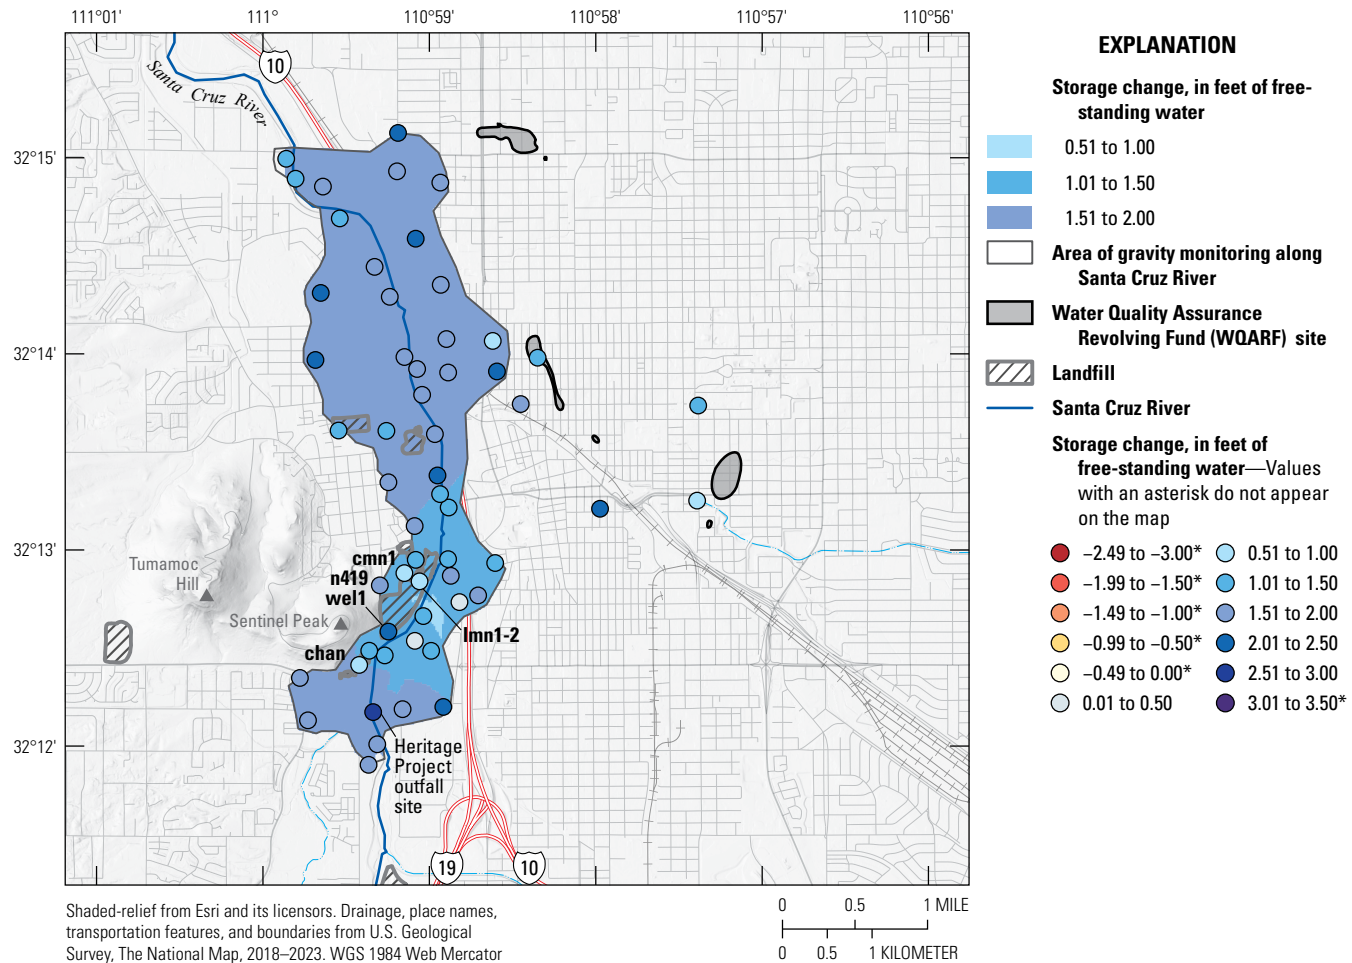 111°01'
111°
110°59'
110°58'
110°57'
110°56'
32°15'
32°14'
32°13'
32°12'
10
Santa Cruz River
cmn1
n419
wel1
chan
lmn1-2
Tumamoc
Hill
Sentinel Peak
Heritage
Project
outfall
site
19
10
EXPLANATION
Storage change, in feet of free-
standing water
0.51 to 1.00
1.01 to 1.50
1.51 to 2.00
Area of gravity monitoring along
Santa Cruz River
Water Quality Assurance
Revolving Fund (WQARF) site
Landfill
Santa Cruz River
Storage change, in feet of
free-standing water—Values
with an asterisk do not appear
on the map
−2.49 to −3.00*
−1.99 to −1.50*
−1.49 to −1.00*
−0.99 to −0.50*
−0.49 to 0.00*
0.01 to 0.50
0.51 to 1.00
1.01 to 1.50
1.51 to 2.00
2.01 to 2.50
2.51 to 3.00
3.01 to 3.50*
Shaded-relief from Esri and its licensors. Drainage, place names,
transportation features, and boundaries from U.S. Geological
Survey, The National Map, 2018–2023. WGS 1984 Web Mercator
0 0.5 1 MILE
0 0.5 1 KILOMETER